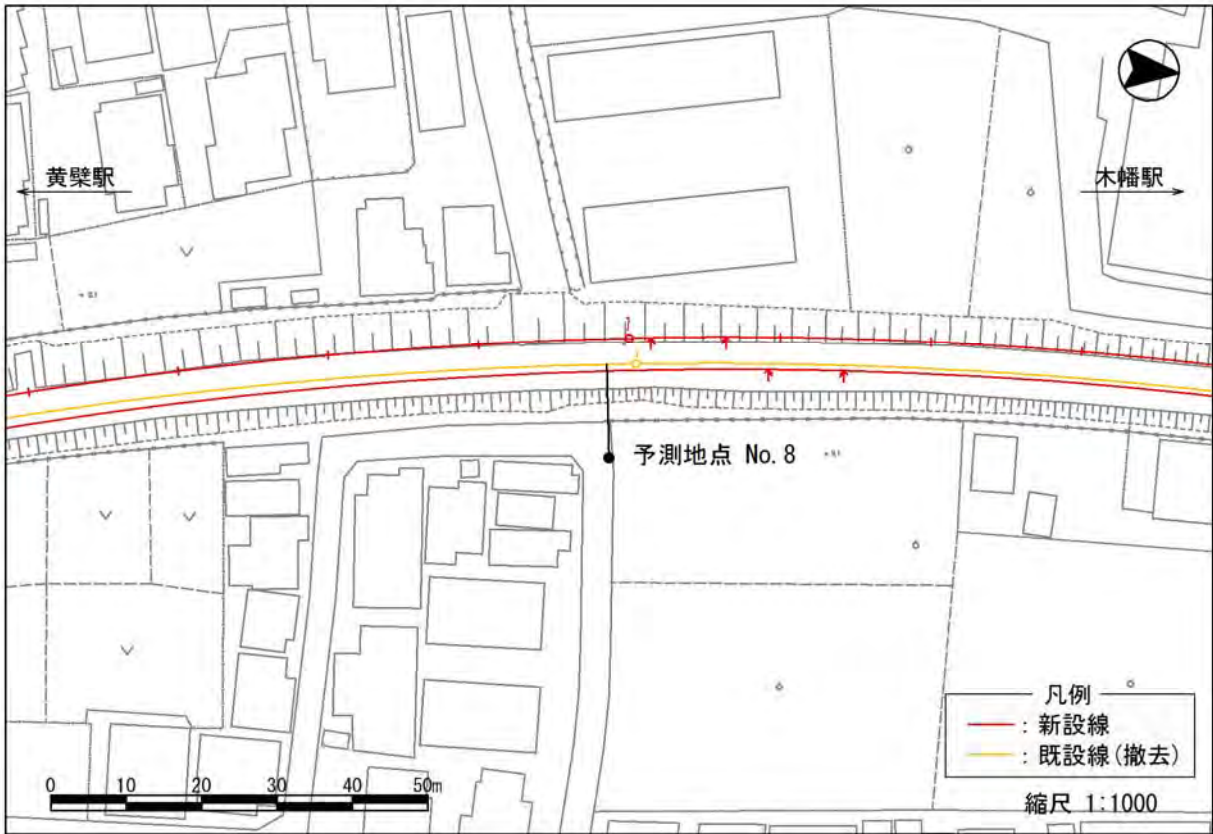 黄檗駅
木幡駅
予測地点 No.8
凡例
: 新設線
: 既設線(撤去)
0 10 20 30 40 50m
縮尺 1:1000